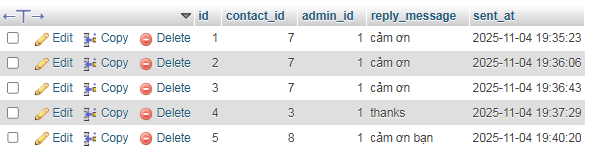 id contact_id admin_id reply_message sent_at
Edit Copy Delete 1 7 1 cảm ơn 2025-11-04 19:35:23
Edit Copy Delete 2 7 1 cảm ơn 2025-11-04 19:36:06
Edit Copy Delete 3 7 1 cảm ơn 2025-11-04 19:36:43
Edit Copy Delete 4 3 1 thanks 2025-11-04 19:37:29
Edit Copy Delete 5 8 1 cảm ơn bạn 2025-11-04 19:40:20